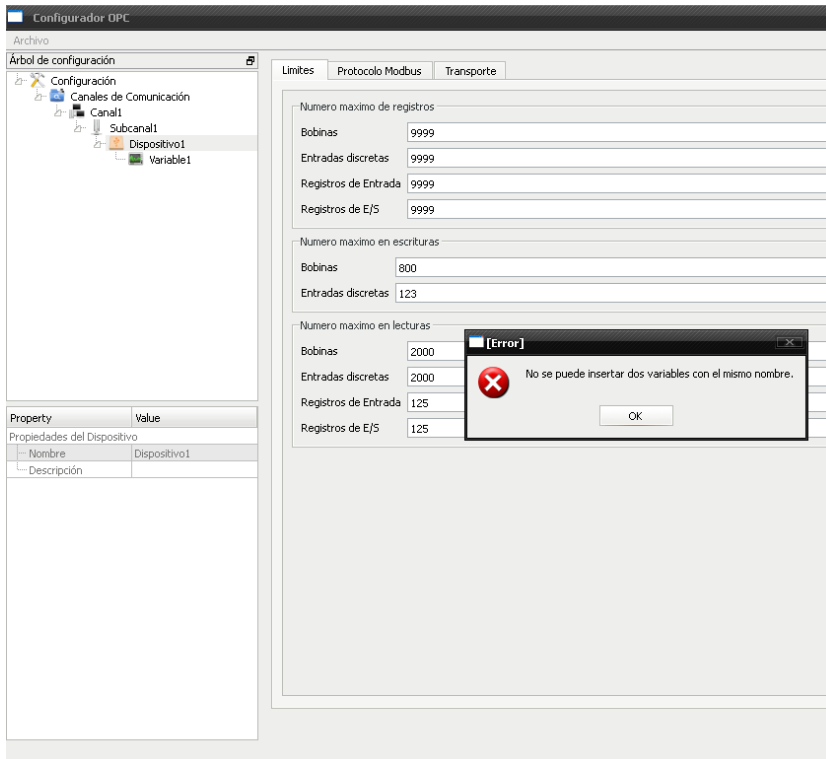 Configurador OPC
Archivo
Árbol de configuración
Configuración
Canales de Comunicación
Canal1
Subcanal1
Dispositivo1
Variable1
Property Value
Propiedades del Dispositivo
Nombre Dispositivo1
Descripción
Limites Protocolo Modbus Transporte
Numero maximo de registros
Bobinas 9999
Entradas discretas 9999
Registros de Entrada 9999
Registros de E/S 9999
Numero maximo en escrituras
Bobinas 800
Entradas discretas 123
Numero maximo en lecturas
Bobinas 2000
Entradas discretas 2000
Registros de Entrada 125
Registros de E/S 125
[Error]
No se puede insertar dos variables con el mismo nombre.
OK